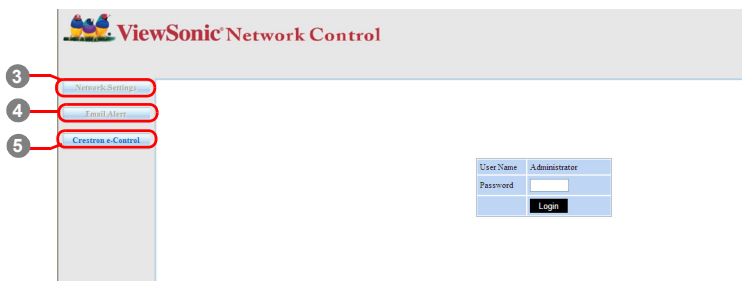 ViewSonic® Network Control
3
Network Settings
4
Email Alert
5
Crestron e-Control
User Name Administrator
Password
Login